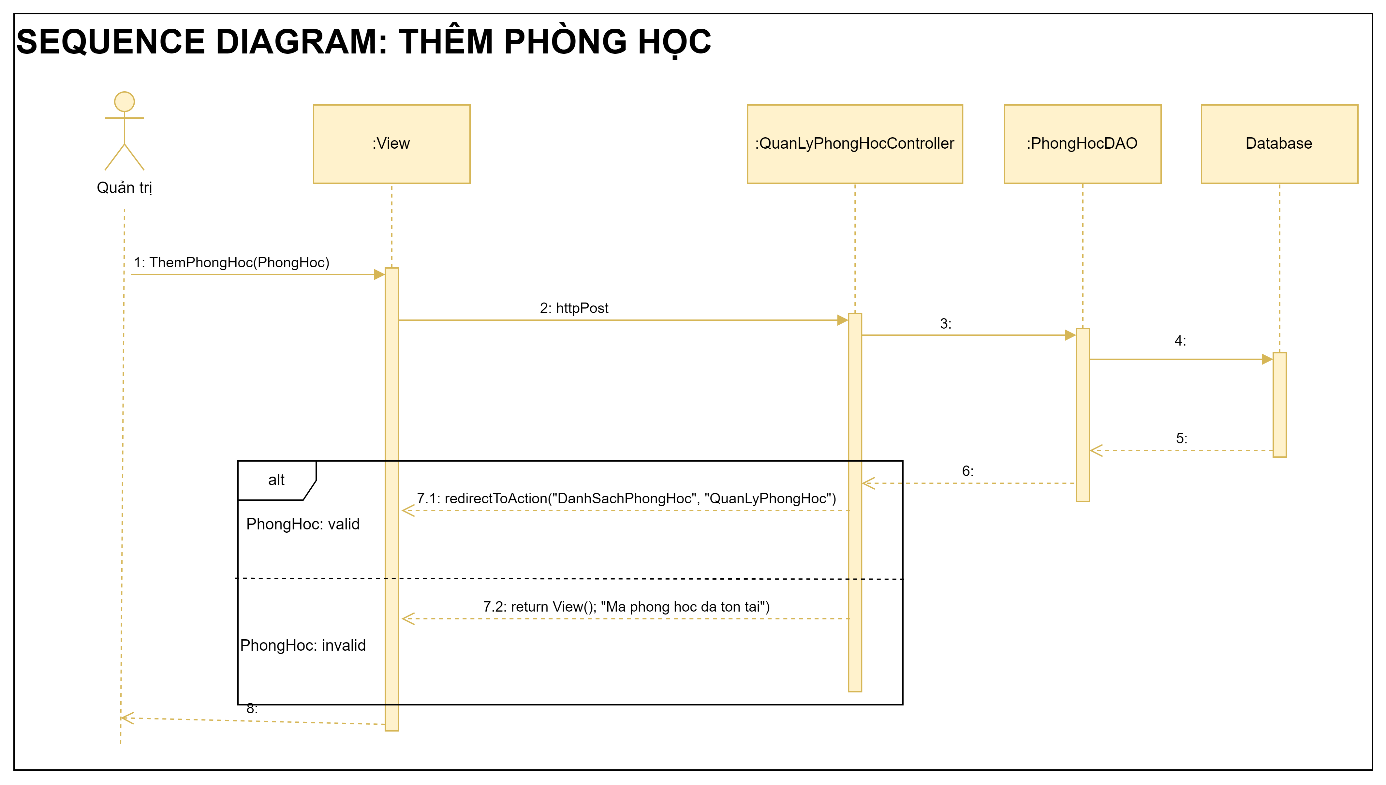 SEQUENCE DIAGRAM: THÊM PHÒNG HỌC
:View
:QuanLyPhongHocController
:PhongHocDAO
Database
Quản trị
1: ThemPhongHoc(PhongHoc)
2: httpPost
3:
4:
5:
6:
alt
7.1: redirectToAction("DanhSachPhongHoc", "QuanLyPhongHoc")
PhongHoc: valid
7.2: return View(); "Ma phong hoc da ton tai")
PhongHoc: invalid
8: